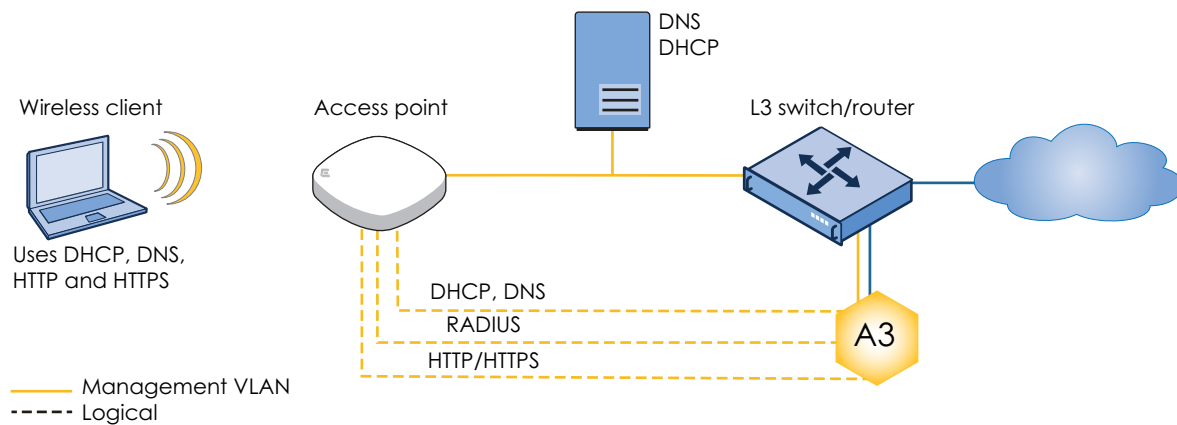 DNS
DHCP
Wireless client
Access point
L3 switch/router
E
Uses DHCP, DNS,
HTTP and HTTPS
DHCP, DNS
RADIUS
A3
HTTP/HTTPS
Management VLAN
Logical